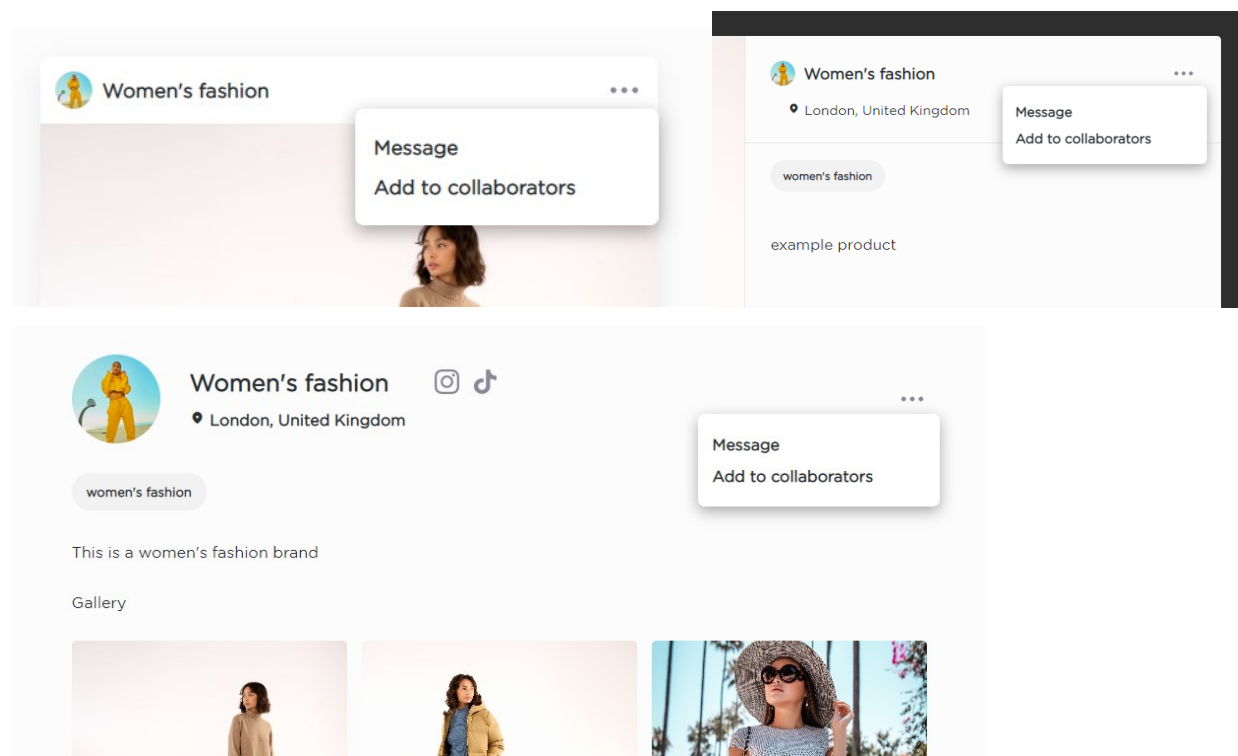 Women's fashion
Message
Add to collaborators
Women's fashion
London, United Kingdom
Message
Add to collaborators
women's fashion
example product
Women's fashion
London, United Kingdom
Message
Add to collaborators
women's fashion
This is a women's fashion brand
Gallery